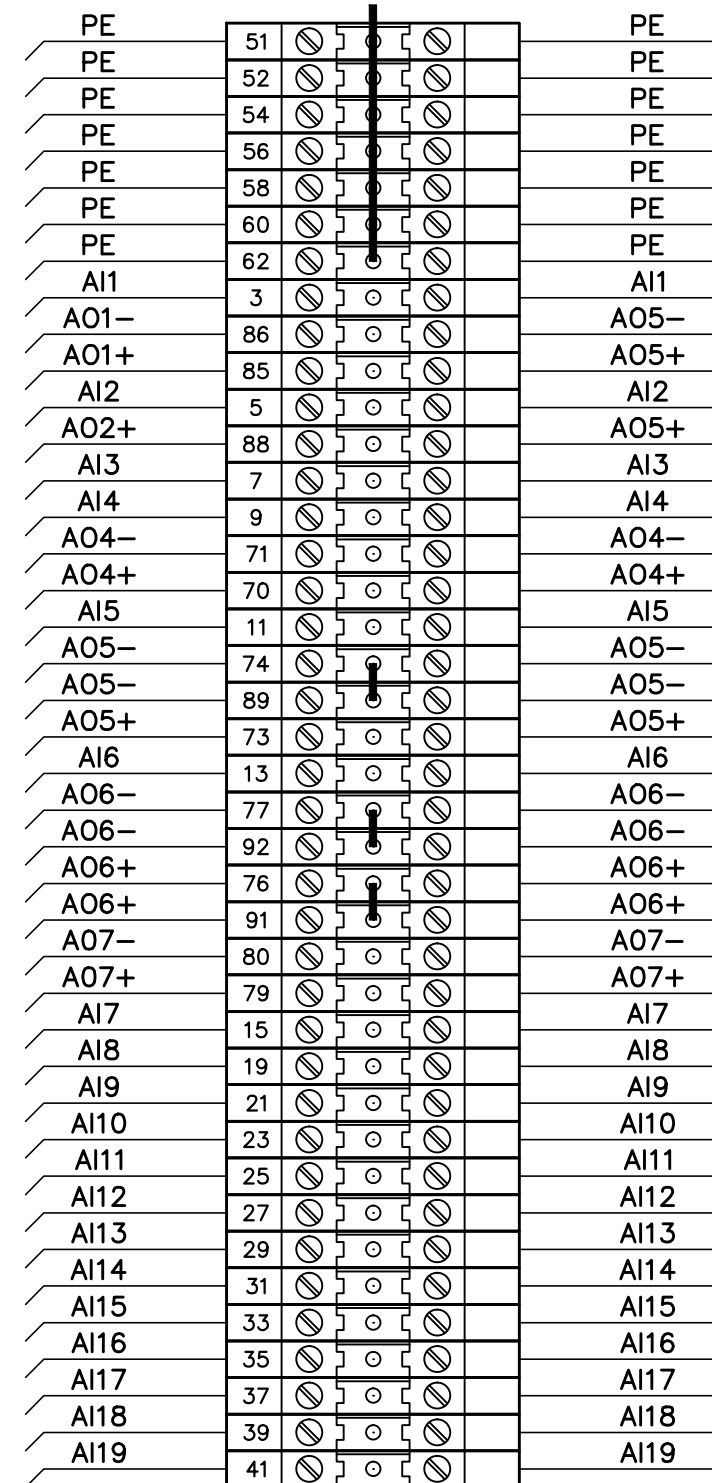 PE 51 PE
PE 52 PE
PE 54 PE
PE 56 PE
PE 58 PE
PE 60 PE
PE 62 PE
AI1 3 AI1
AO1− 86 AO5−
AO1+ 85 AO5+
AI2 5 AI2
AO2+ 88 AO5+
AI3 7 AI3
AI4 9 AI4
AO4− 71 AO4−
AO4+ 70 AO4+
AI5 11 AI5
AO5− 74 AO5−
AO5− 89 AO5−
AO5+ 73 AO5+
AI6 13 AI6
AO6− 77 AO6−
AO6− 92 AO6−
AO6+ 76 AO6+
AO6+ 91 AO6+
AO7− 80 AO7−
AO7+ 79 AO7+
AI7 15 AI7
AI8 19 AI8
AI9 21 AI9
AI10 23 AI10
AI11 25 AI11
AI12 27 AI12
AI13 29 AI13
AI14 31 AI14
AI15 33 AI15
AI16 35 AI16
AI17 37 AI17
AI18 39 AI18
AI19 41 AI19